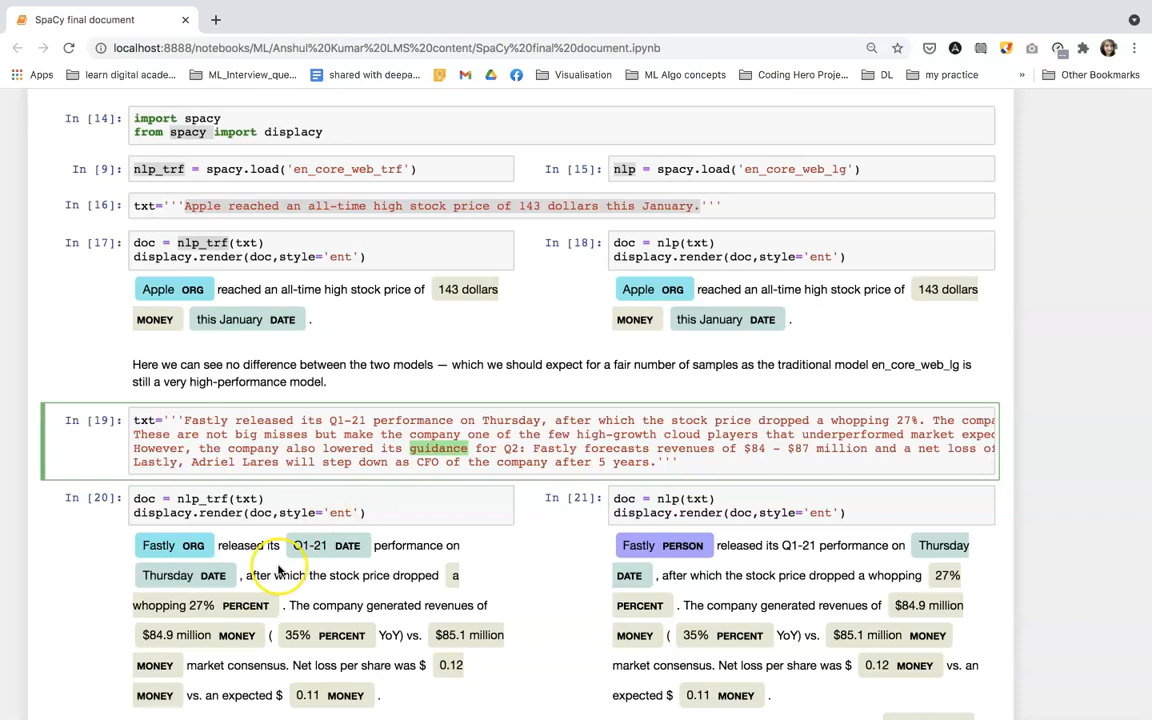 SpaCy final document
localhost:8888/notebooks/ML/Anshul%20Kumar%20LMS%20content/SpaCy%20final%20document.ipynb
Apps learn digital acade... ML_Interview_que... shared with deepa... Visualisation ML Algo concepts Coding Hero Proje... DL my practice » Other Bookmarks
In [14]: import spacy
from spacy import displacy
In [9]: nlp_trf = spacy.load('en_core_web_trf')
In [15]: nlp = spacy.load('en_core_web_lg')
In [16]: txt='''Apple reached an all-time high stock price of 143 dollars this January.'''
In [17]: doc = nlp_trf(txt)
displacy.render(doc,style='ent')
Apple ORG reached an all-time high stock price of 143 dollars
MONEY this January DATE .
In [18]: doc = nlp(txt)
displacy.render(doc,style='ent')
Apple ORG reached an all-time high stock price of 143 dollars
MONEY this January DATE .
Here we can see no difference between the two models — which we should expect for a fair number of samples as the traditional model en_core_web_lg is
still a very high-performance model.
In [19]: txt='''Fastly released its Q1-21 performance on Thursday, after which the stock price dropped a whopping 27%. The compa
These are not big misses but make the company one of the few high-growth cloud players that underperformed market expec
However, the company also lowered its guidance for Q2: Fastly forecasts revenues of $84 - $87 million and a net loss of
Lastly, Adriel Lares will step down as CFO of the company after 5 years.'''
In [20]: doc = nlp_trf(txt)
displacy.render(doc,style='ent')
Fastly ORG released its Q1-21 DATE performance on
Thursday DATE , after which the stock price dropped a
whopping 27% PERCENT . The company generated revenues of
$84.9 million MONEY ( 35% PERCENT YoY) vs. $85.1 million
MONEY market consensus. Net loss per share was $ 0.12
MONEY vs. an expected $ 0.11 MONEY .
In [21]: doc = nlp(txt)
displacy.render(doc,style='ent')
Fastly PERSON released its Q1-21 performance on Thursday
DATE , after which the stock price dropped a whopping 27%
PERCENT . The company generated revenues of $84.9 million
MONEY ( 35% PERCENT YoY) vs. $85.1 million MONEY
market consensus. Net loss per share was $ 0.12 MONEY vs. an
expected $ 0.11 MONEY .